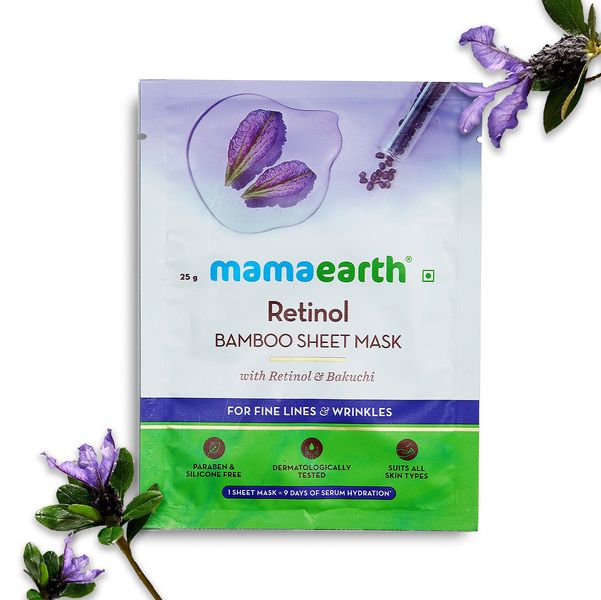 25 g
mamaearth®
Retinol
BAMBOO SHEET MASK
with Retinol & Bakuchi
FOR FINE LINES & WRINKLES
PARABEN &
SILICONE FREE
DERMATOLOGICALLY
TESTED
SUITS ALL
SKIN TYPES
1 SHEET MASK = 9 DAYS OF SERUM HYDRATION*